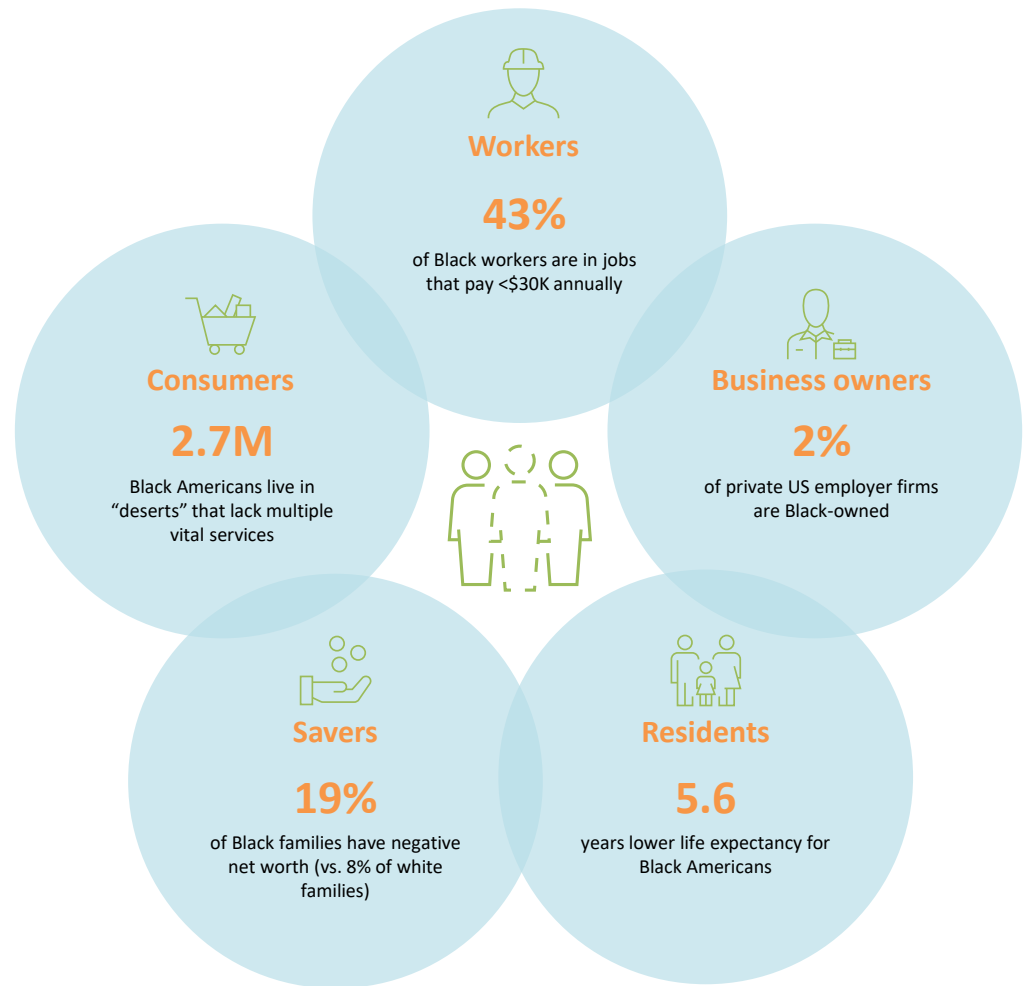 Workers
43%
of Black workers are in jobs
that pay <$30K annually
Consumers
2.7M
Black Americans live in
“deserts” that lack multiple
vital services
Business owners
2%
of private US employer firms
are Black-owned
Savers
19%
of Black families have negative
net worth (vs. 8% of white
families)
Residents
5.6
years lower life expectancy for
Black Americans